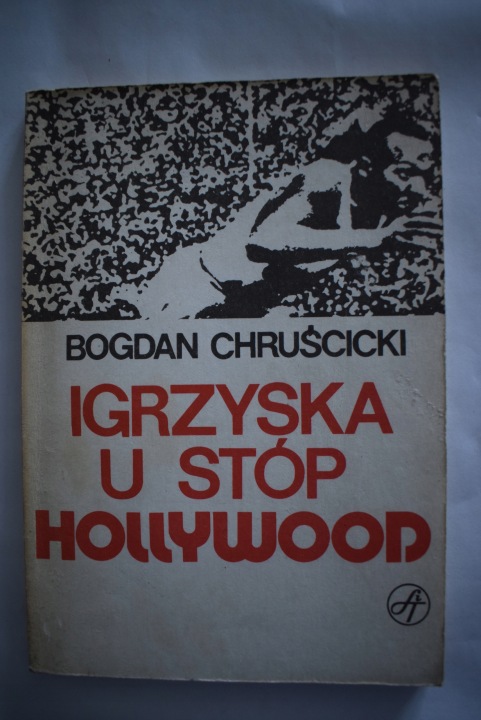 BOGDAN CHRUŚCICKI
IGRZYSKA
U STÓP
HOLLYWOOD